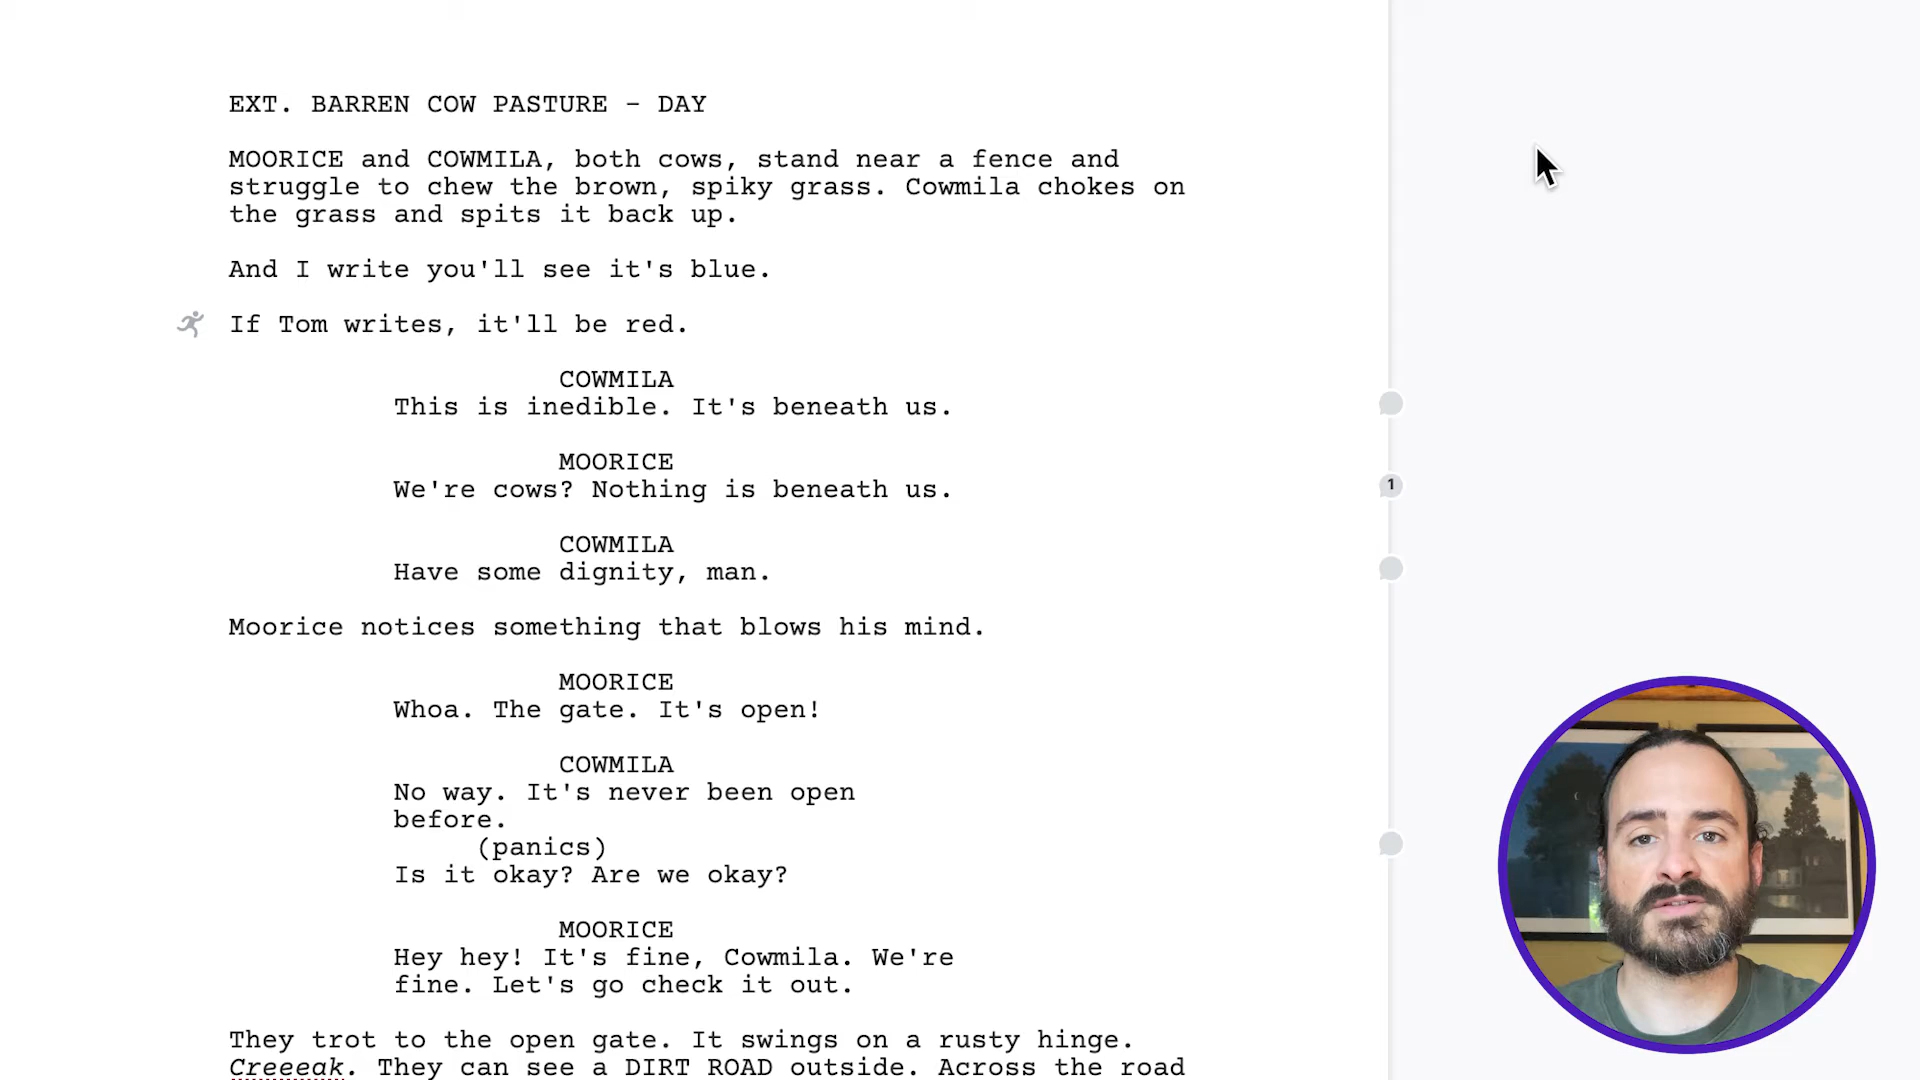 EXT. BARREN COW PASTURE - DAY
MOORICE and COWMILA, both cows, stand near a fence and
struggle to chew the brown, spiky grass. Cowmila chokes on
the grass and spits it back up.
And I write you'll see it's blue.
If Tom writes, it'll be red.
COWMILA
This is inedible. It's beneath us.
MOORICE
We're cows? Nothing is beneath us.
1
COWMILA
Have some dignity, man.
Moorice notices something that blows his mind.
MOORICE
Whoa. The gate. It's open!
COWMILA
No way. It's never been open
before.
(panics)
Is it okay? Are we okay?
MOORICE
Hey hey! It's fine, Cowmila. We're
fine. Let's go check it out.
They trot to the open gate. It swings on a rusty hinge.
Creeeak. They can see a DIRT ROAD outside. Across the road